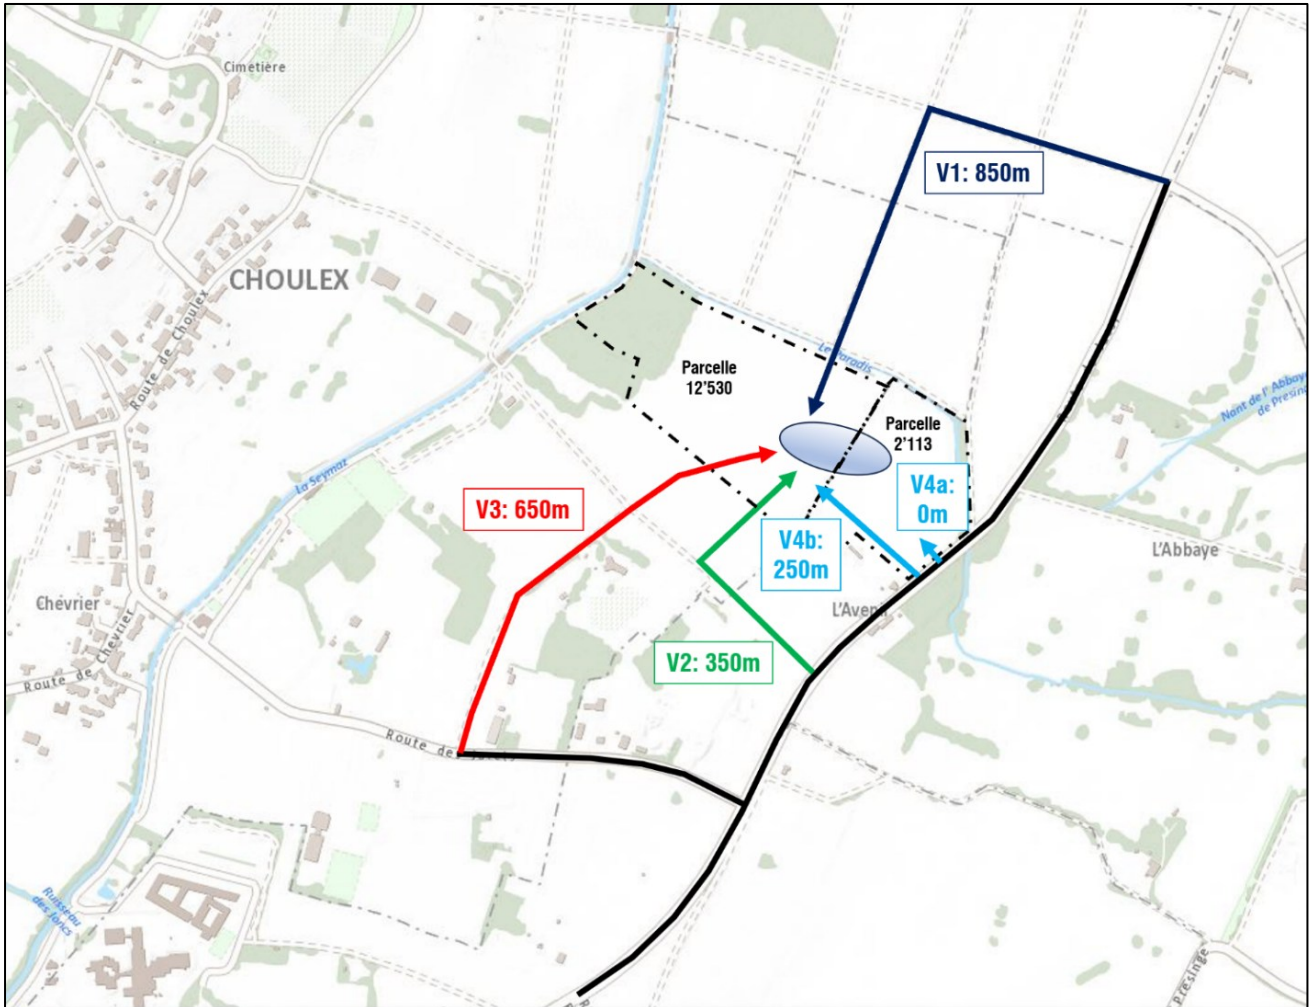 Cimetière
V1: 850m
CHOULEX
Route de Choulex
Le Paradis
Parcelle
12'530
Parcelle
2'113
Nant de l'Abbaye
de Presinge
La Seymaz
V3: 650m
V4a:
0m
V4b:
250m
L'Abbaye
Chevrier
L'Avenir
V2: 350m
Route de Chevrier
Route de
Ruisseau
des Joncs
Presinge